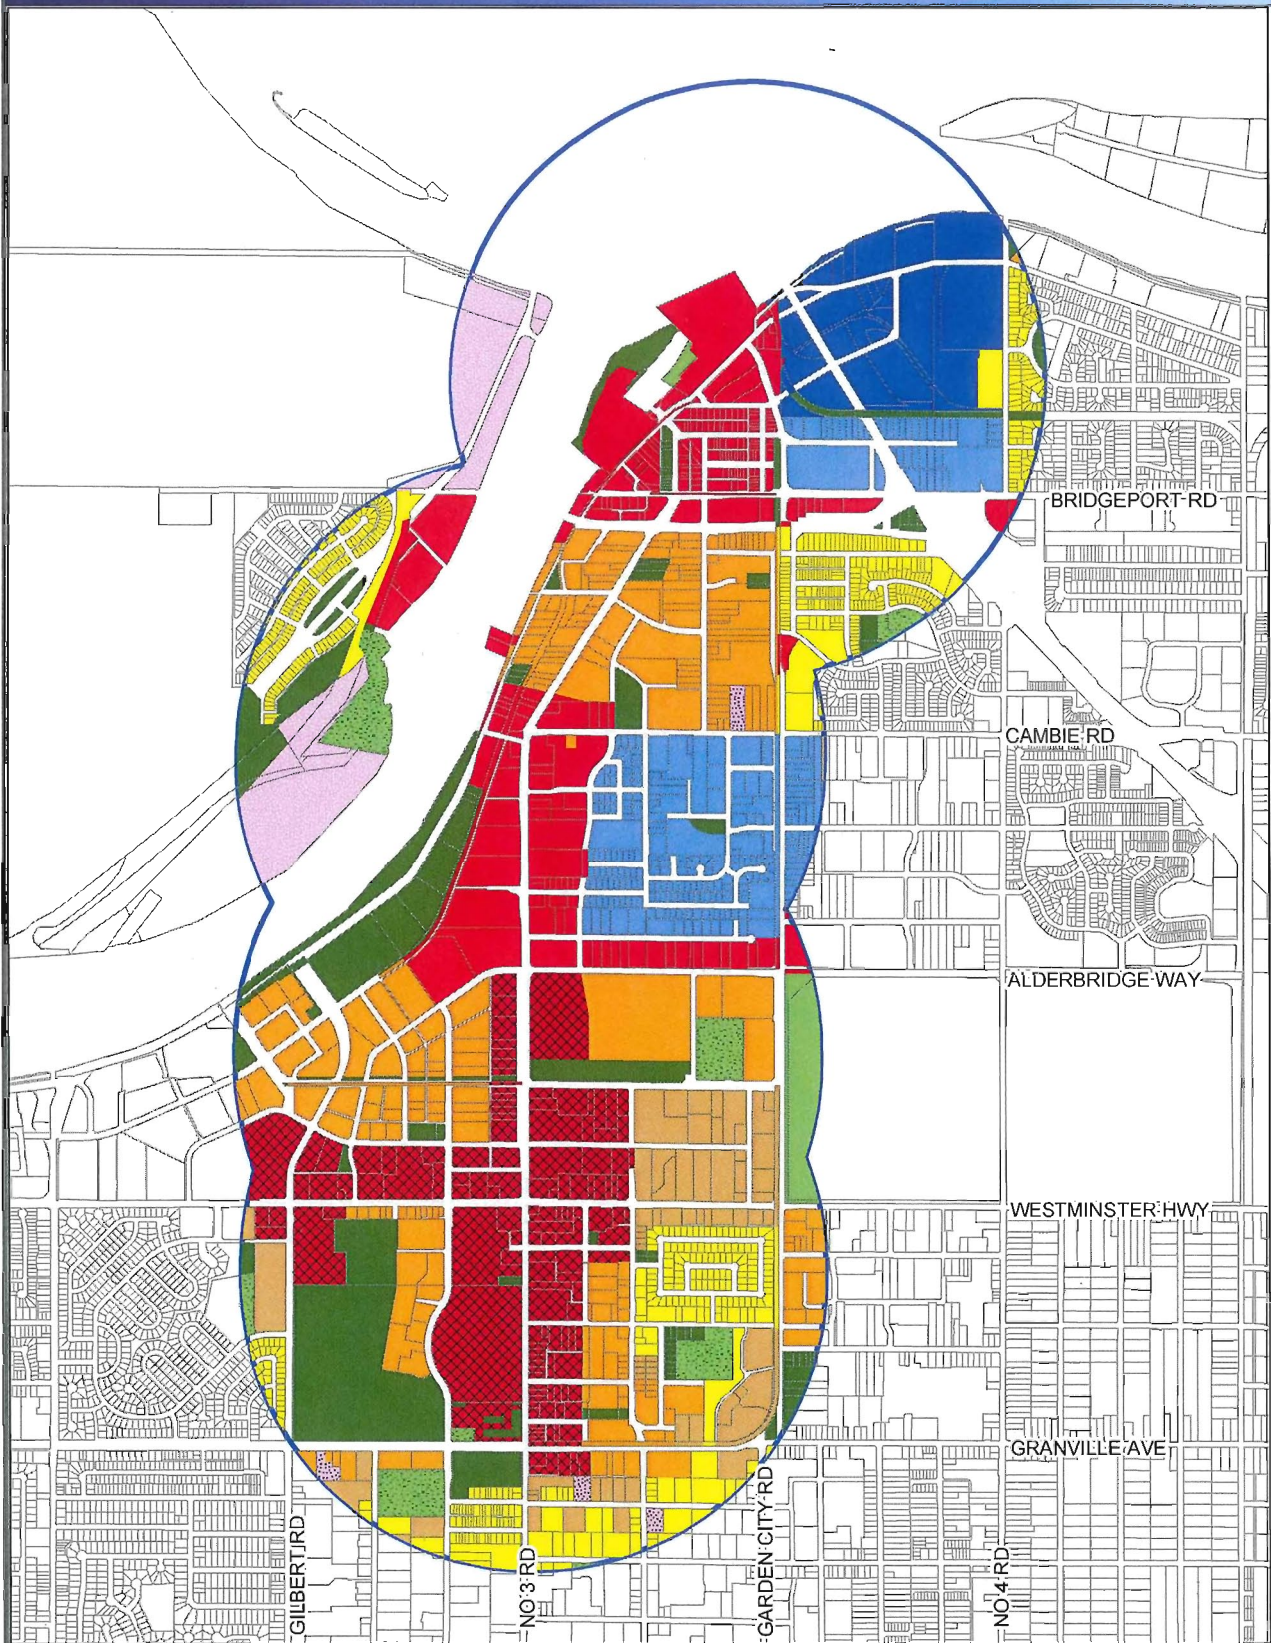 BRIDGEPORT RD
CAMBIE RD
ALDERBRIDGE WAY
WESTMINSTER HWY
GRANVILLE AVE
GILBERT RD
NO 3 RD
GARDEN CITY RD
NO 4 RD